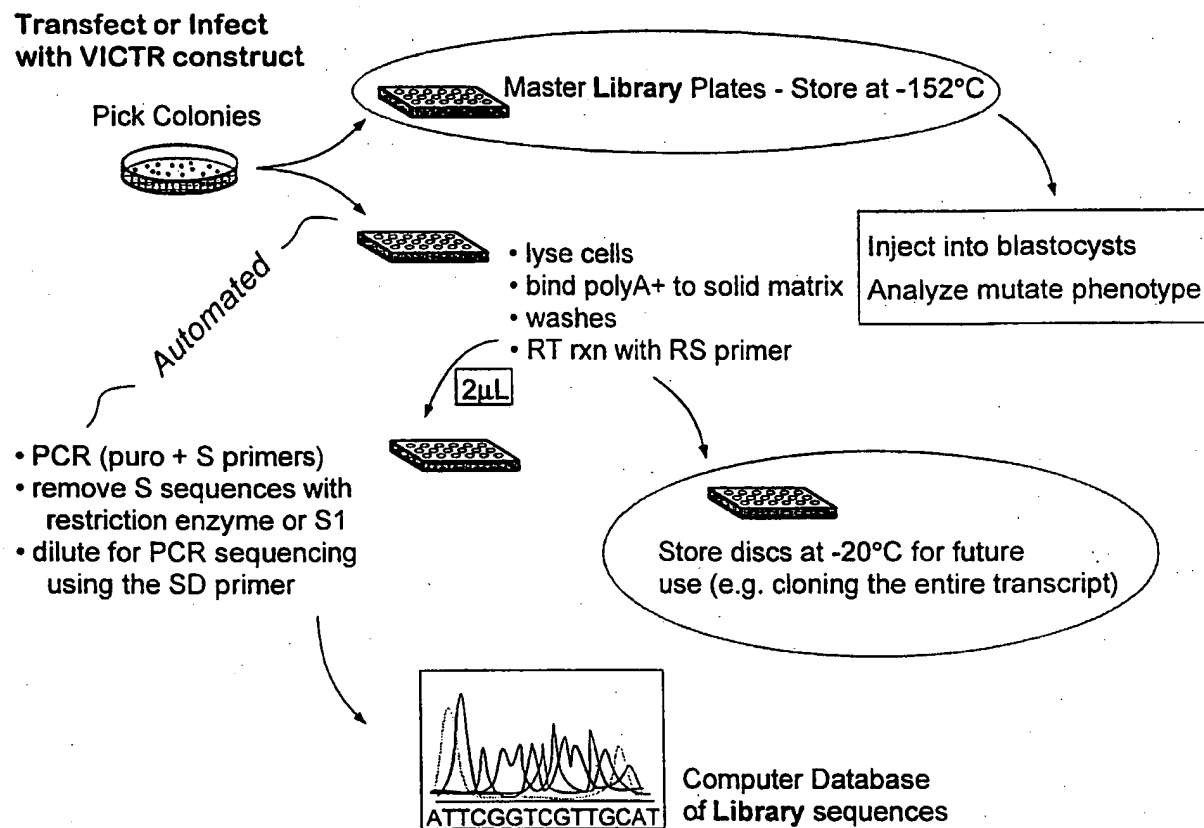 Transfect or Infect
with VICTR construct
Pick Colonies
Master Library Plates - Store at -152°C
Inject into blastocysts
Analyze mutate phenotype
Automated
• lyse cells
• bind polyA+ to solid matrix
• washes
• RT rxn with RS primer
2μL
• PCR (puro + S primers)
• remove S sequences with
restriction enzyme or S1
• dilute for PCR sequencing
using the SD primer
Store discs at -20°C for future
use (e.g. cloning the entire transcript)
ATTCGGTCGTTGCAT
Computer Database
of Library sequences